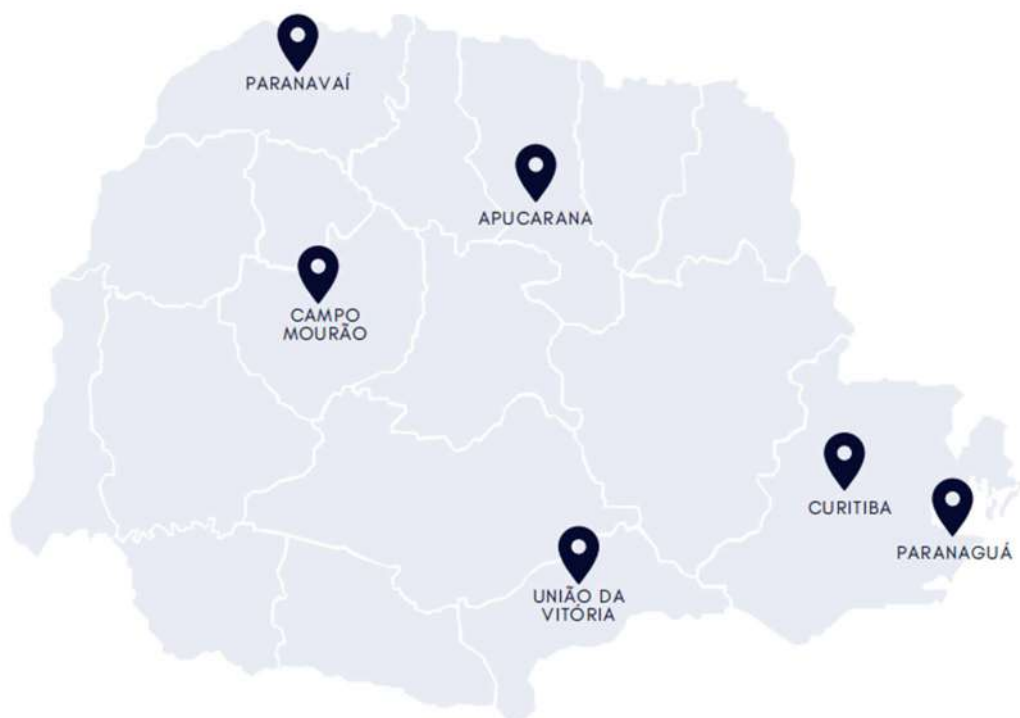 PARANAVAÍ
APUCARANA
CAMPO
MOURÃO
CURITIBA
PARANAGUÁ
UNIÃO DA
VITÓRIA